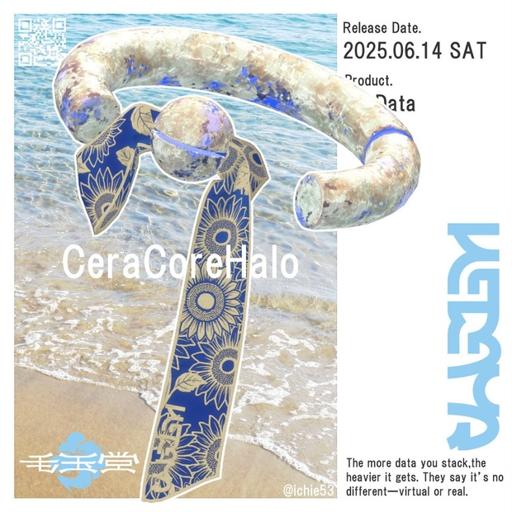 Release Date.
2025.06.14 SAT
Product.
Data
CeraCoreHalo
毛玉堂
@ichie53
The more data you stack,the
heavier it gets. They say it's no
different—virtual or real.